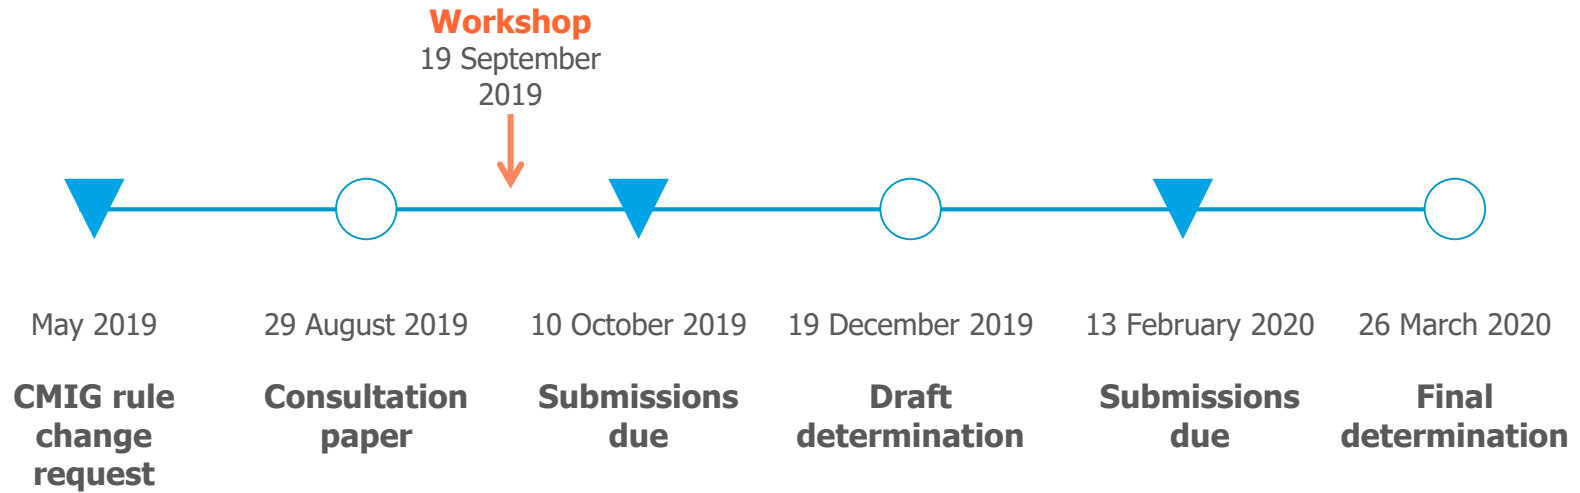 Workshop
19 September
2019
May 2019
29 August 2019
10 October 2019
19 December 2019
13 February 2020
26 March 2020
CMIG rule
change
request
Consultation
paper
Submissions
due
Draft
determination
Submissions
due
Final
determination